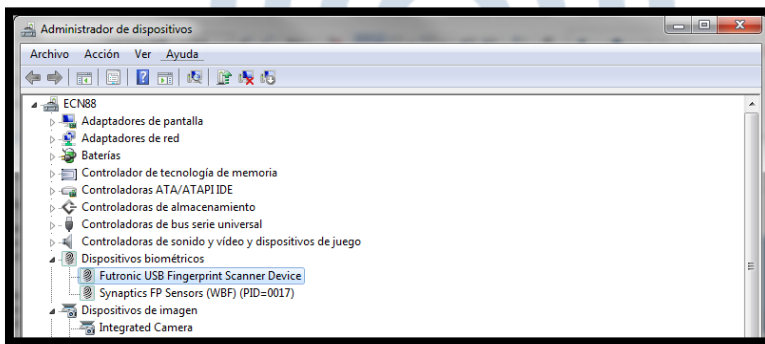 Administrador de dispositivos
Archivo Acción Ver Ayuda
ECN88
Adaptadores de pantalla
Adaptadores de red
Baterías
Controlador de tecnología de memoria
Controladoras ATA/ATAPI IDE
Controladoras de almacenamiento
Controladoras de bus serie universal
Controladoras de sonido y vídeo y dispositivos de juego
Dispositivos biométricos
Futronic USB Fingerprint Scanner Device
Synaptics FP Sensors (WBF) (PID=0017)
Dispositivos de imagen
Integrated Camera